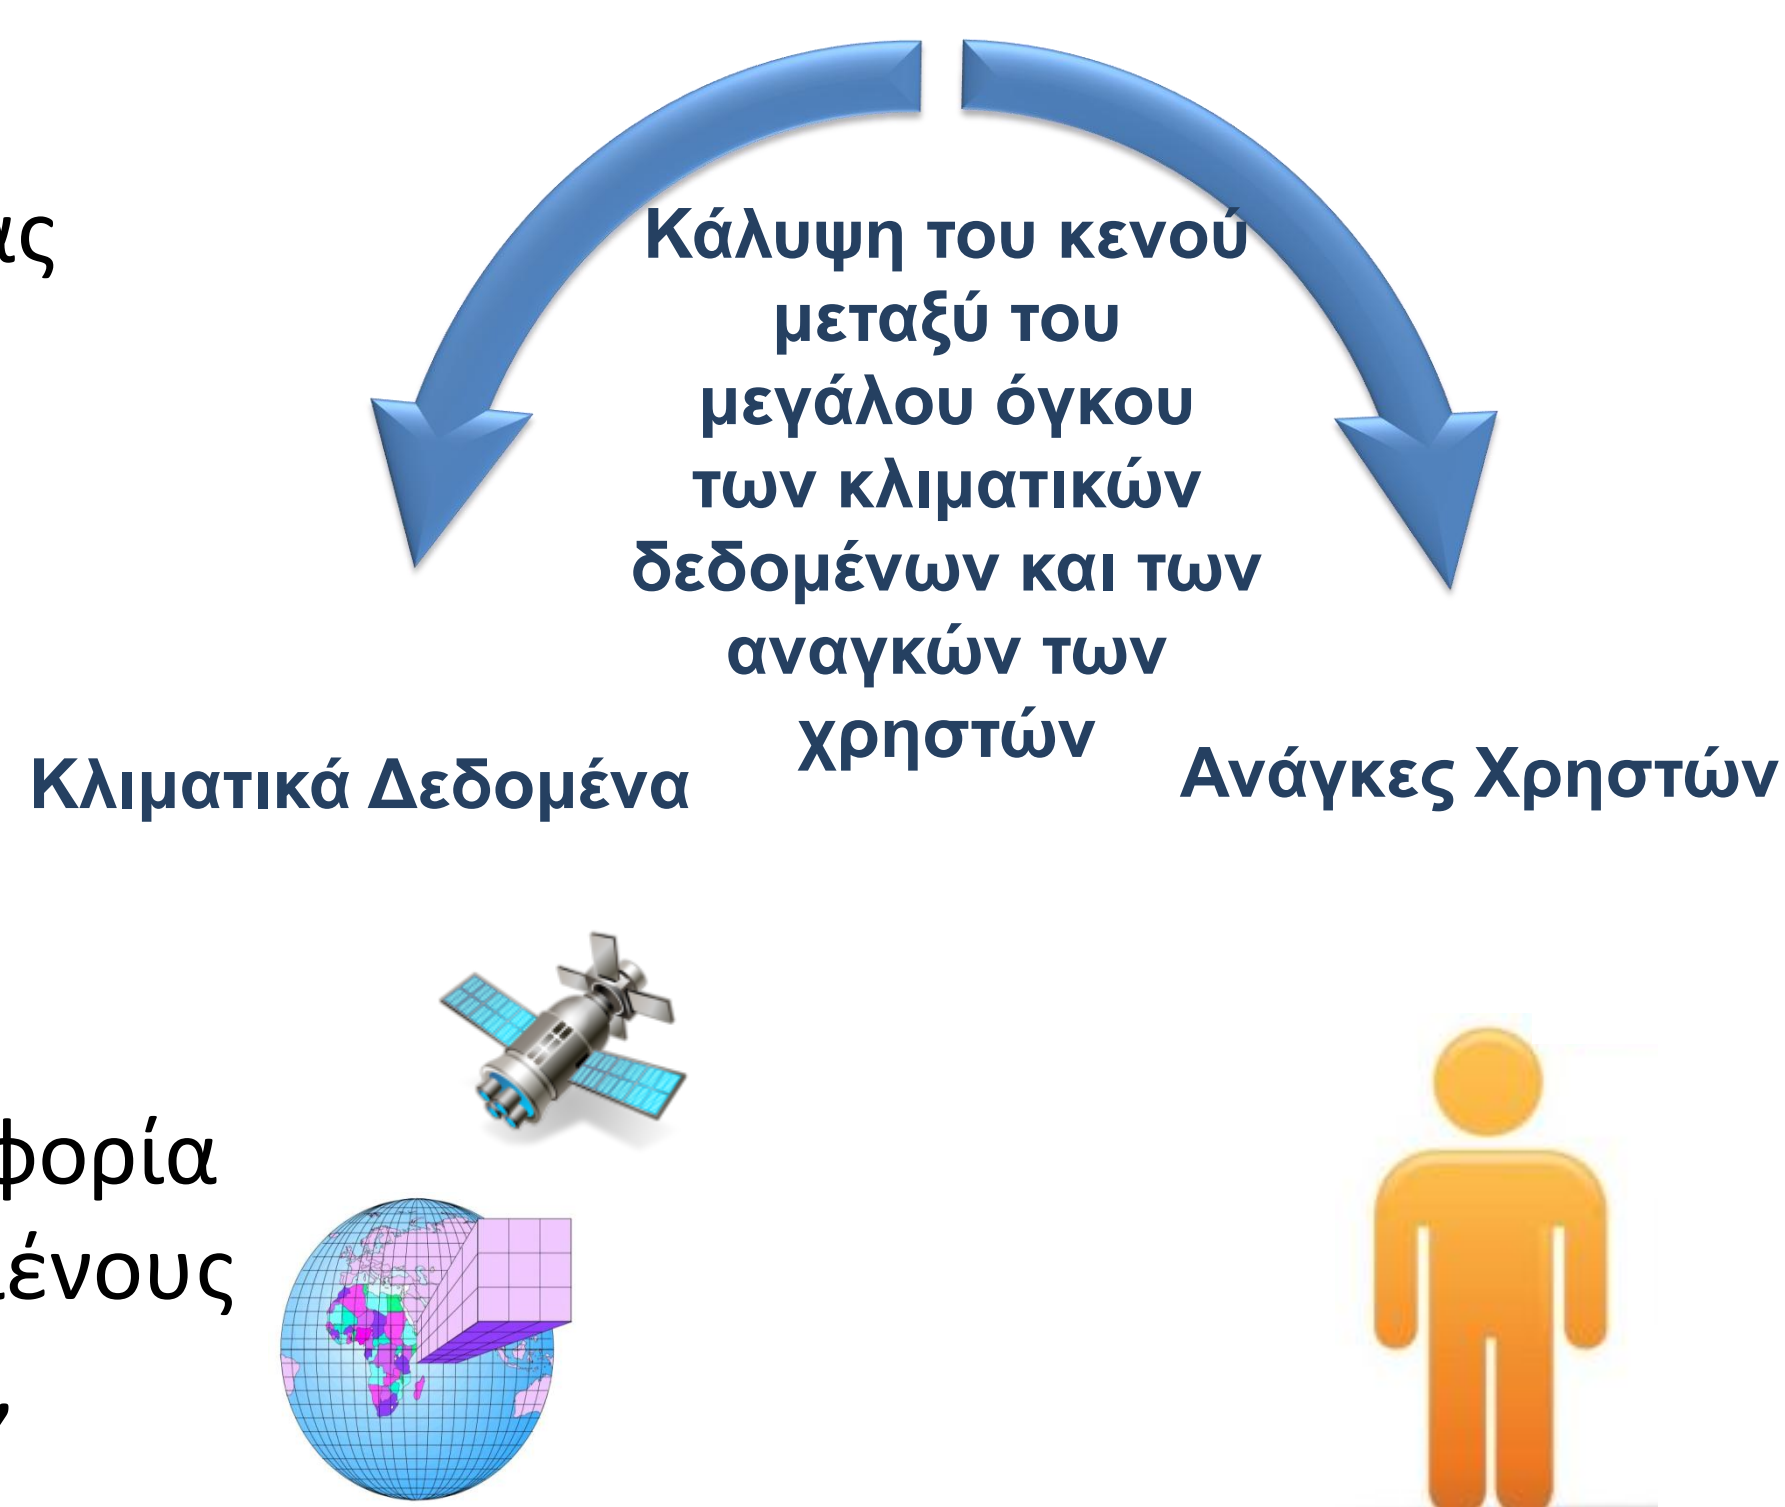 Κάλυψη του κενού
μεταξύ του
μεγάλου όγκου
των κλιματικών
δεδομένων και των
αναγκών των
χρηστών
Κλιματικά Δεδομένα
Ανάγκες Χρηστών